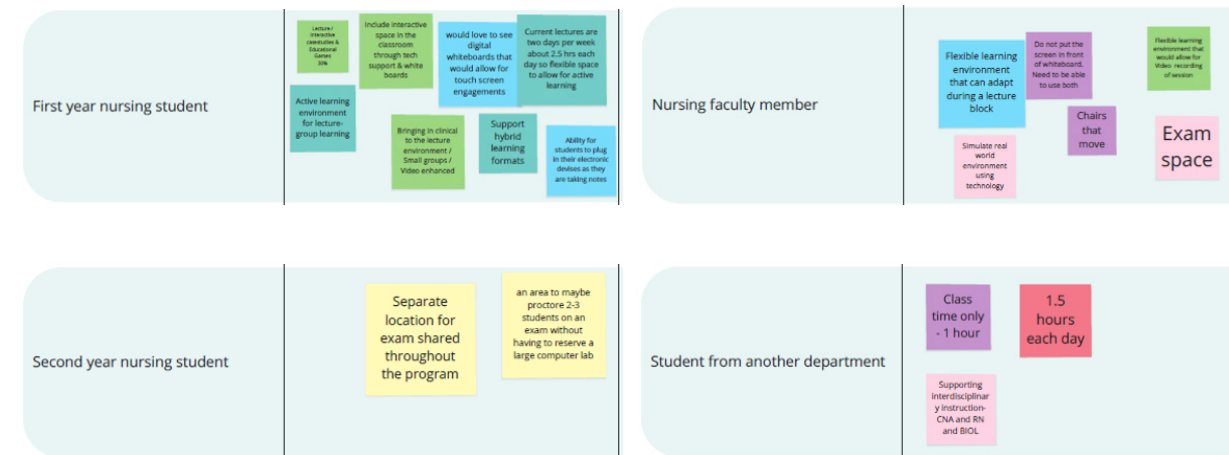 First year nursing student
Lecture /
Interactive
casestudies &
Educational
Games
30%
Include interactive
space in the
classroom
through tech
support & white
boards
would love to see
digital
whiteboards that
would allow for
touch screen
engagements
Current lectures are
two days per week
about 2.5 hrs each
day so flexible space
to allow for active
learning
Active learning
environment
for lecture-
group learning
Bringing in clinical
to the lecture
environment /
Small groups /
Video enhanced
Support
hybrid
learning
formats
Ability for
students to plug
in their electronic
devises as they
are taking notes
Nursing faculty member
Flexible learning
environment
that can adapt
during a lecture
block
Do not put the
screen in front
of whiteboard.
Need to be able
to use both
Flexible learning
environment that
would allow for
Video recording
of session
Simulate real
world
environment
using
technology
Chairs
that
move
Exam
space
Second year nursing student
Separate
location for
exam shared
throughout
the program
an area to maybe
proctore 2-3
students on an
exam without
having to reserve a
large computer lab
Student from another department
Class
time only
- 1 hour
1.5
hours
each day
Supporting
interdisciplinar
y instruction-
CNA and RN
and BIOL